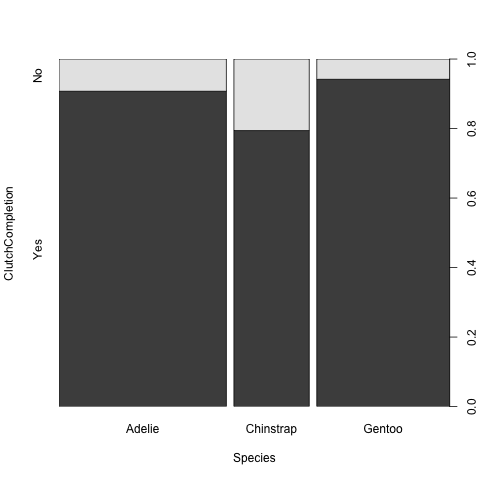 No
Yes
ClutchCompletion
1.0
0.8
0.6
0.4
0.2
0.0
Adelie Chinstrap Gentoo
Species